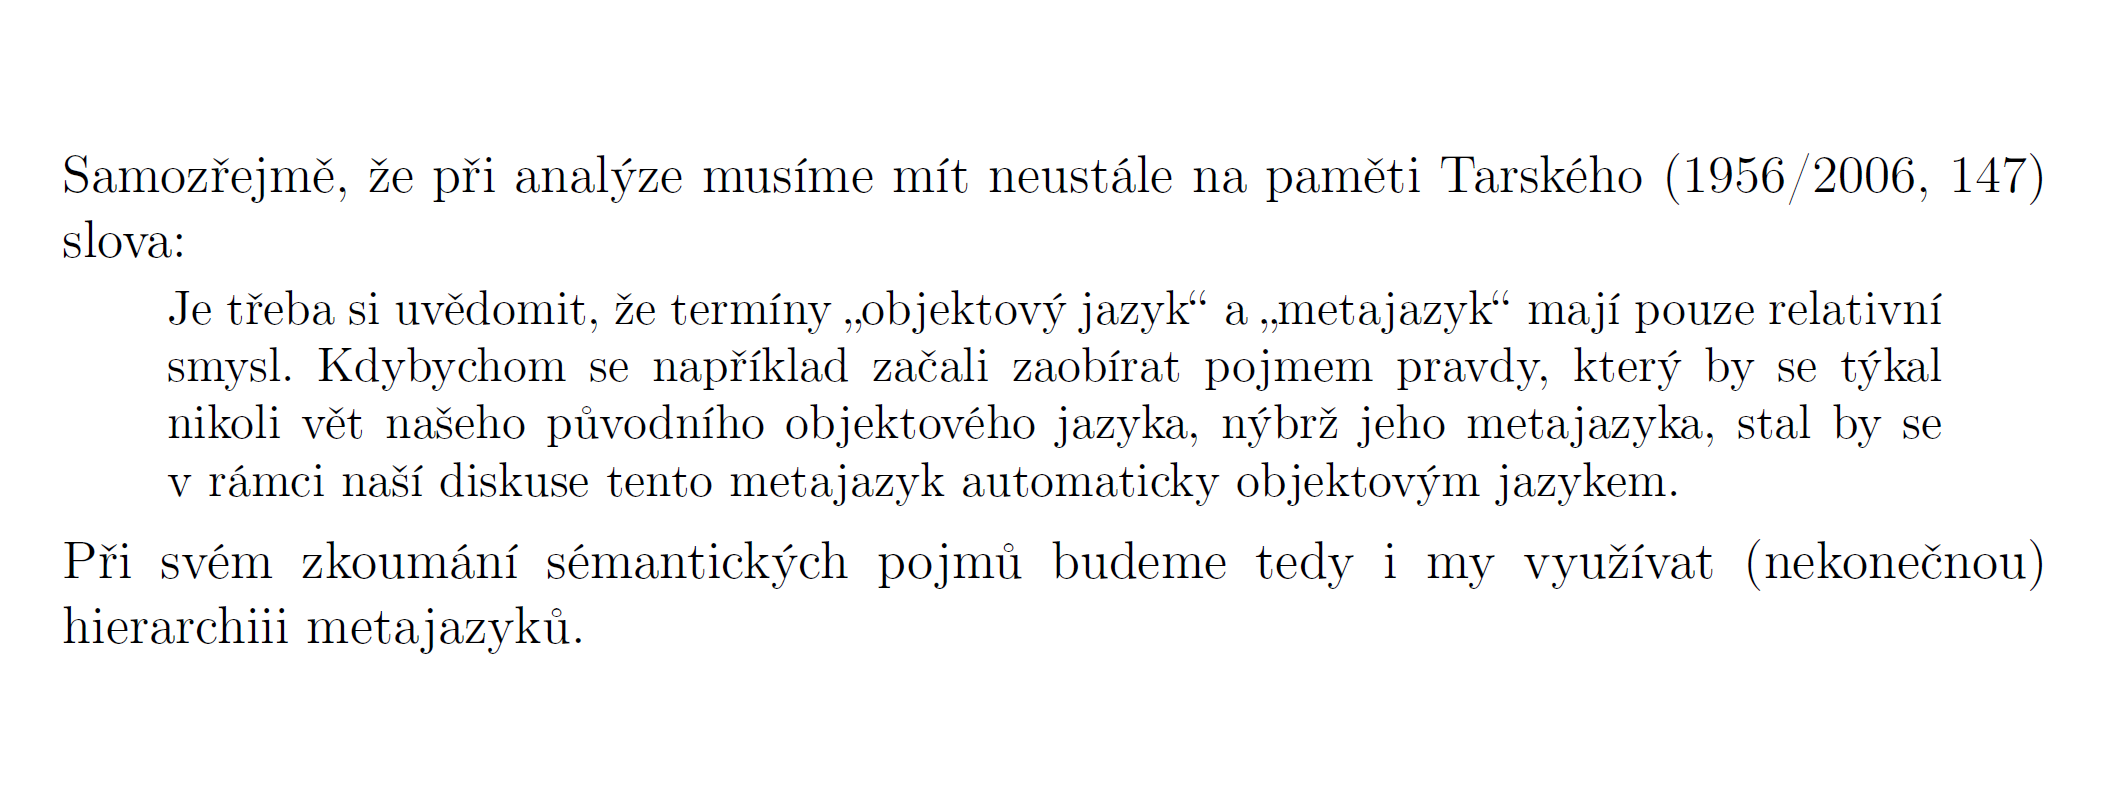 Samozřejmě, že při analýze musíme mít neustále na paměti Tarského (1956/2006, 147)
slova:
Je třeba si uvědomit, že termíny „objektový jazyk“ a „metajazyk“ mají pouze relativní
smysl. Kdybychom se například začali zaobírat pojmem pravdy, který by se týkal
nikoli vět našeho původního objektového jazyka, nýbrž jeho metajazyka, stal by se
v rámci naší diskuse tento metajazyk automaticky objektovým jazykem.
Při svém zkoumání sémantických pojmů budeme tedy i my využívat (nekonečnou)
hierarchiii metajazyků.